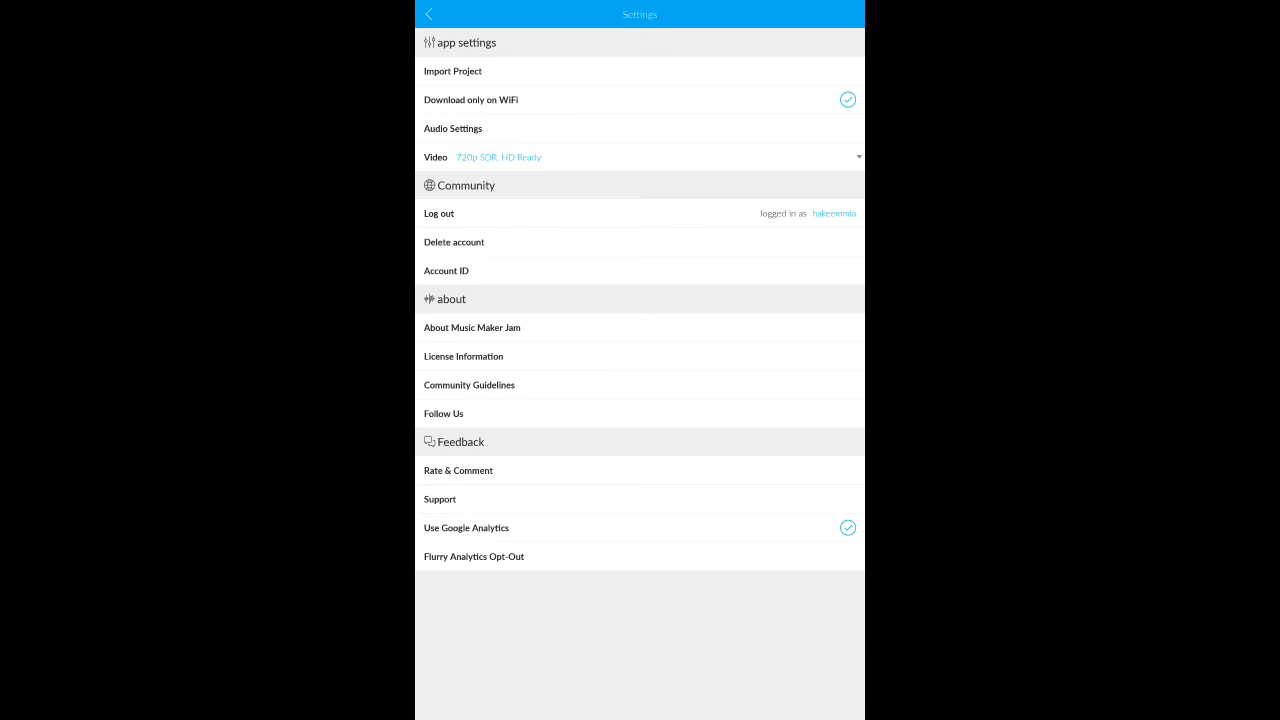 Settings
app settings
Import Project
Download only on WiFi
Audio Settings
Video 720p SDR, HD Ready
Community
Log out logged in as hakeemmia
Delete account
Account ID
about
About Music Maker Jam
License Information
Community Guidelines
Follow Us
Feedback
Rate & Comment
Support
Use Google Analytics
Flurry Analytics Opt-Out